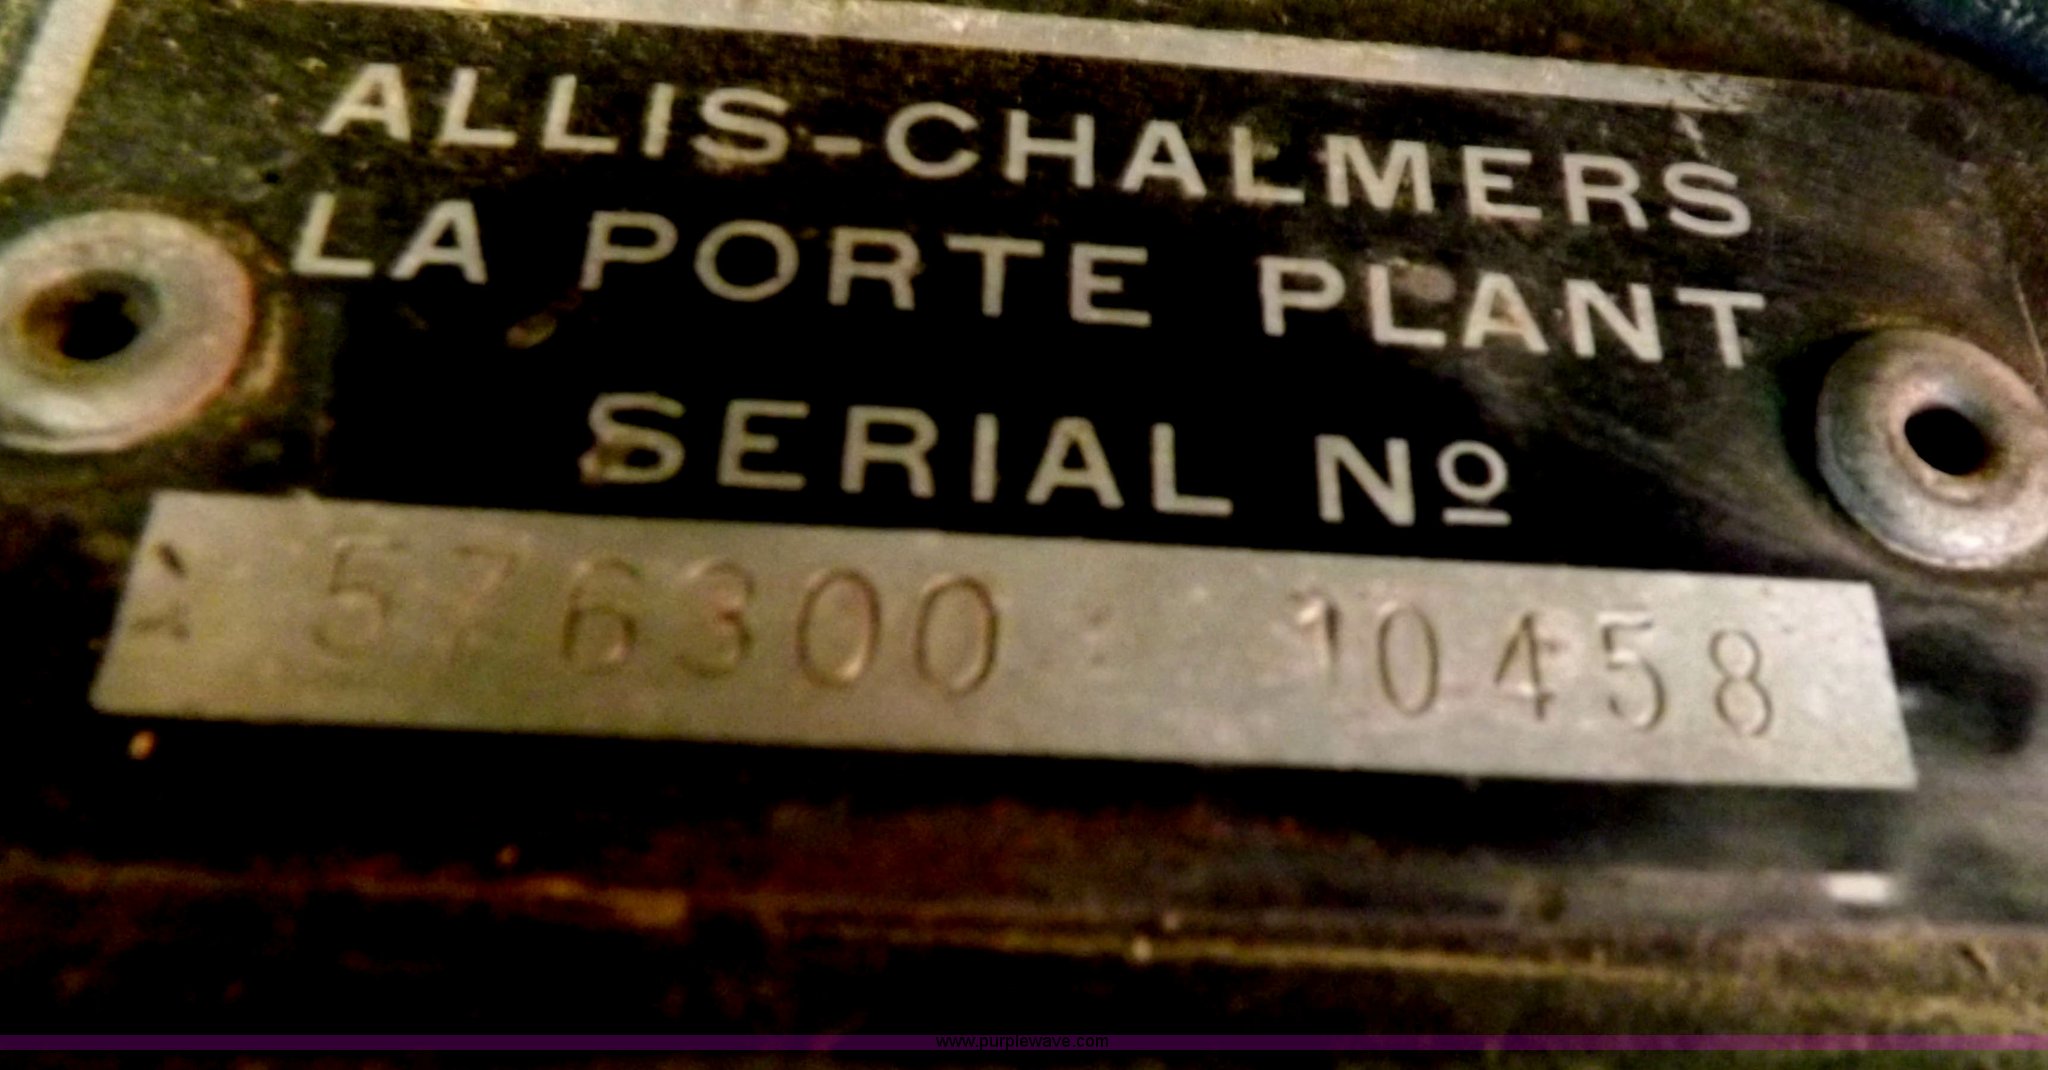 ALLIS-CHALMERS
LA PORTE PLANT
SERIAL Nº
576300 10458
www.purplewave.com